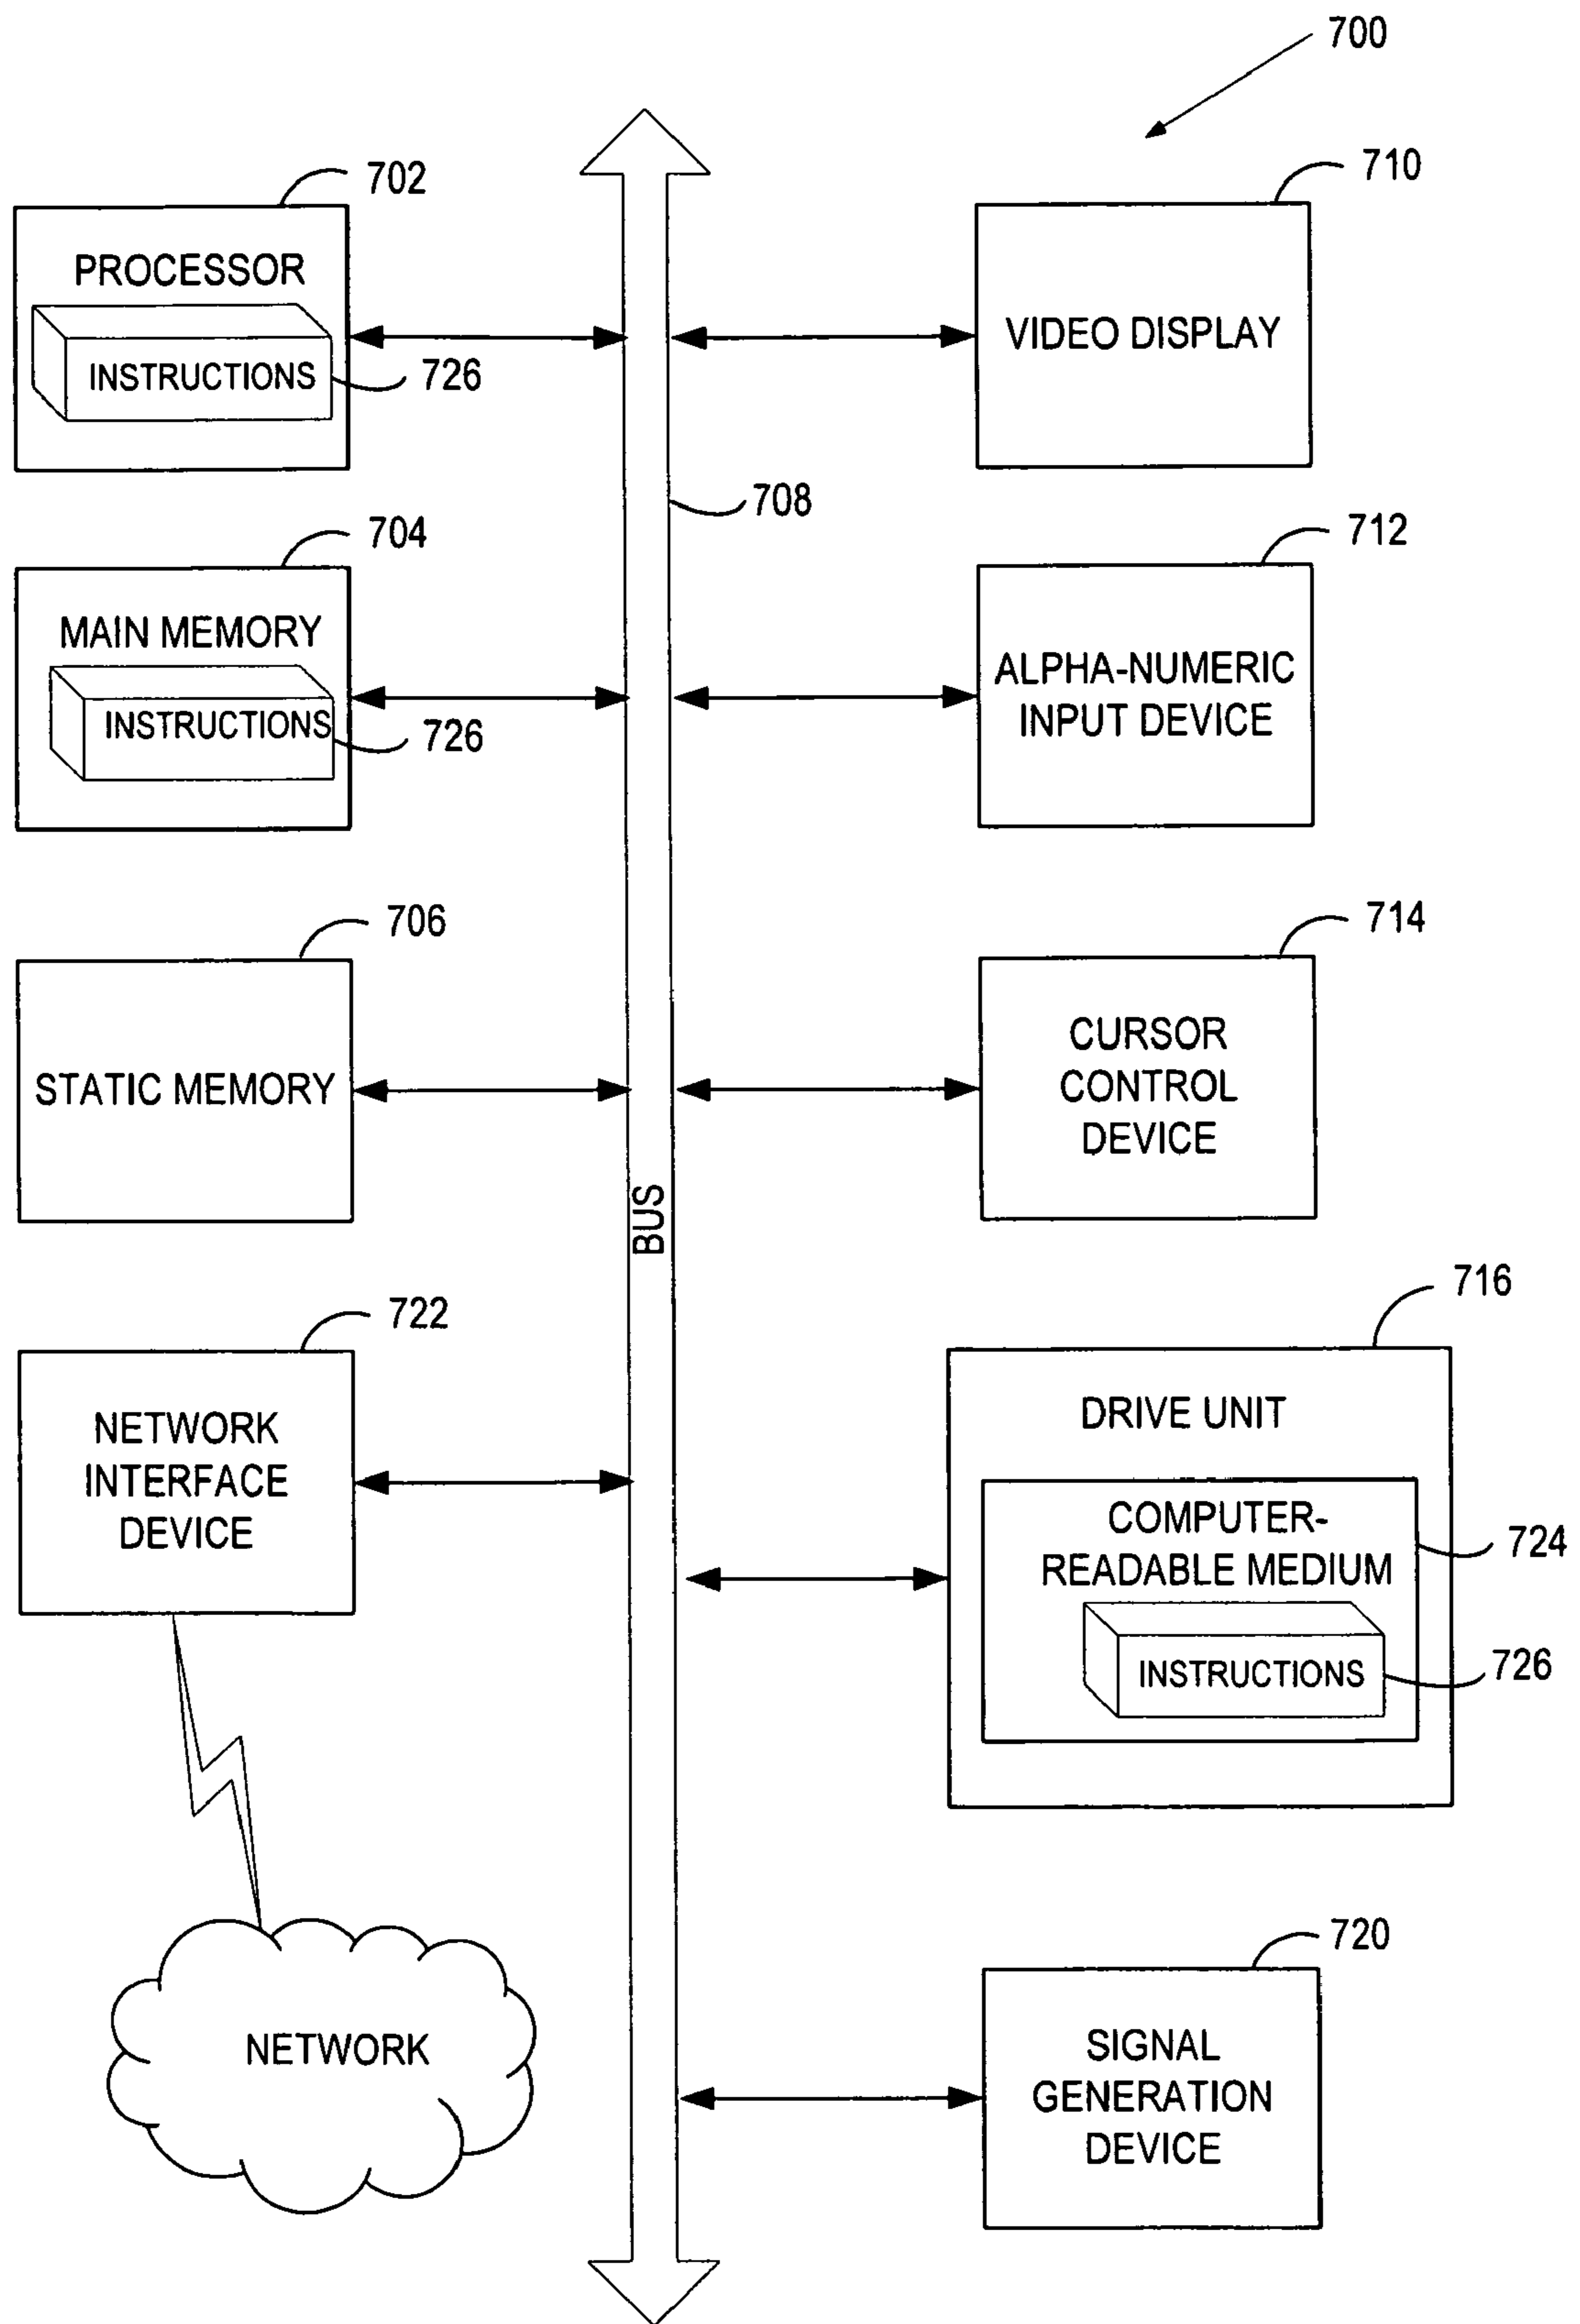 700
702
PROCESSOR
INSTRUCTIONS
726
710
VIDEO DISPLAY
708
704
MAIN MEMORY
INSTRUCTIONS
726
712
ALPHA-NUMERIC
INPUT DEVICE
706
STATIC MEMORY
714
CURSOR
CONTROL
DEVICE
BUS
722
NETWORK
INTERFACE
DEVICE
716
DRIVE UNIT
COMPUTER-
READABLE MEDIUM
724
INSTRUCTIONS
726
NETWORK
720
SIGNAL
GENERATION
DEVICE